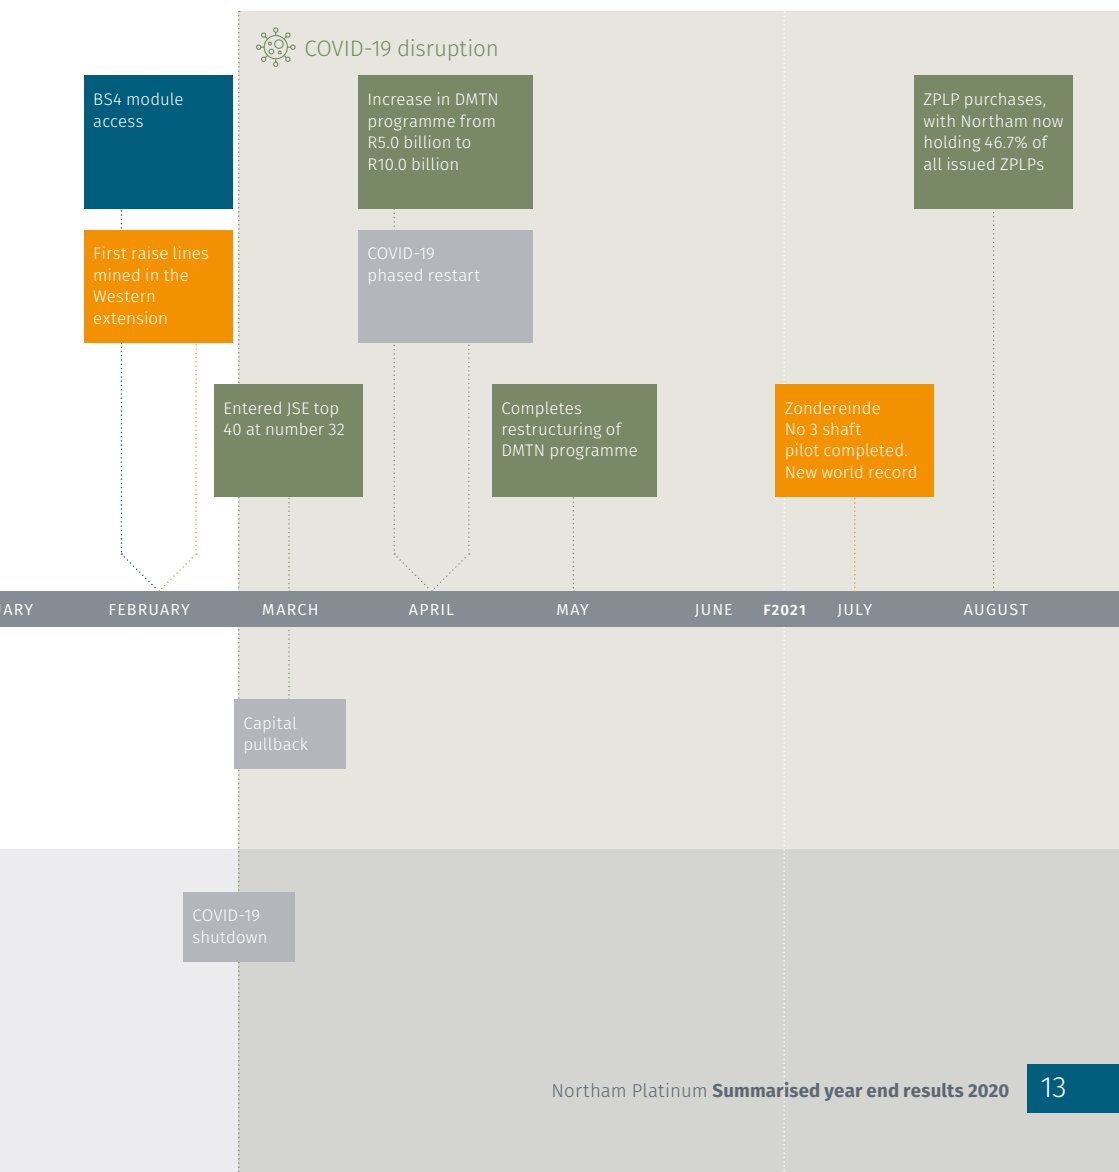 COVID-19 disruption
BS4 module
access
Increase in DMTN
programme from
R5.0 billion to
R10.0 billion
ZPLP purchases,
with Northam now
holding 46.7% of
all issued ZPLPs
First raise lines
mined in the
Western
extension
COVID-19
phased restart
Entered JSE top
40 at number 32
Completes
restructuring of
DMTN programme
Zondereinde
No 3 shaft
pilot completed.
New world record
UARY FEBRUARY MARCH APRIL MAY JUNE F2021 JULY AUGUST
Capital
pullback
COVID-19
shutdown
Northam Platinum Summarised year end results 2020 13